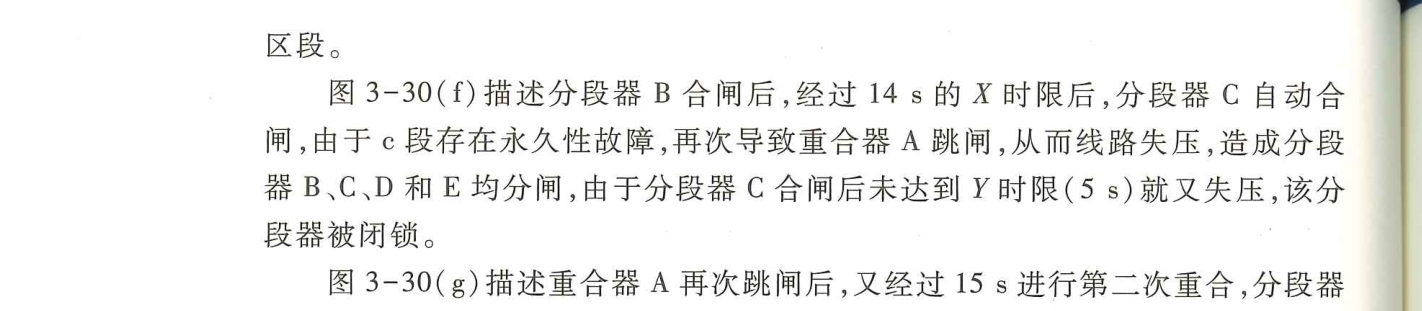 区段。
图 3-30(f)描述分段器 B 合闸后,经过 14 s 的 X 时限后,分段器 C 自动合
闸,由于 c 段存在永久性故障,再次导致重合器 A 跳闸,从而线路失压,造成分段
器 B、C、D 和 E 均分闸,由于分段器 C 合闸后未达到 Y 时限(5 s)就又失压,该分
段器被闭锁。
图 3-30(g)描述重合器 A 再次跳闸后,又经过 15 s 进行第二次重合,分段器